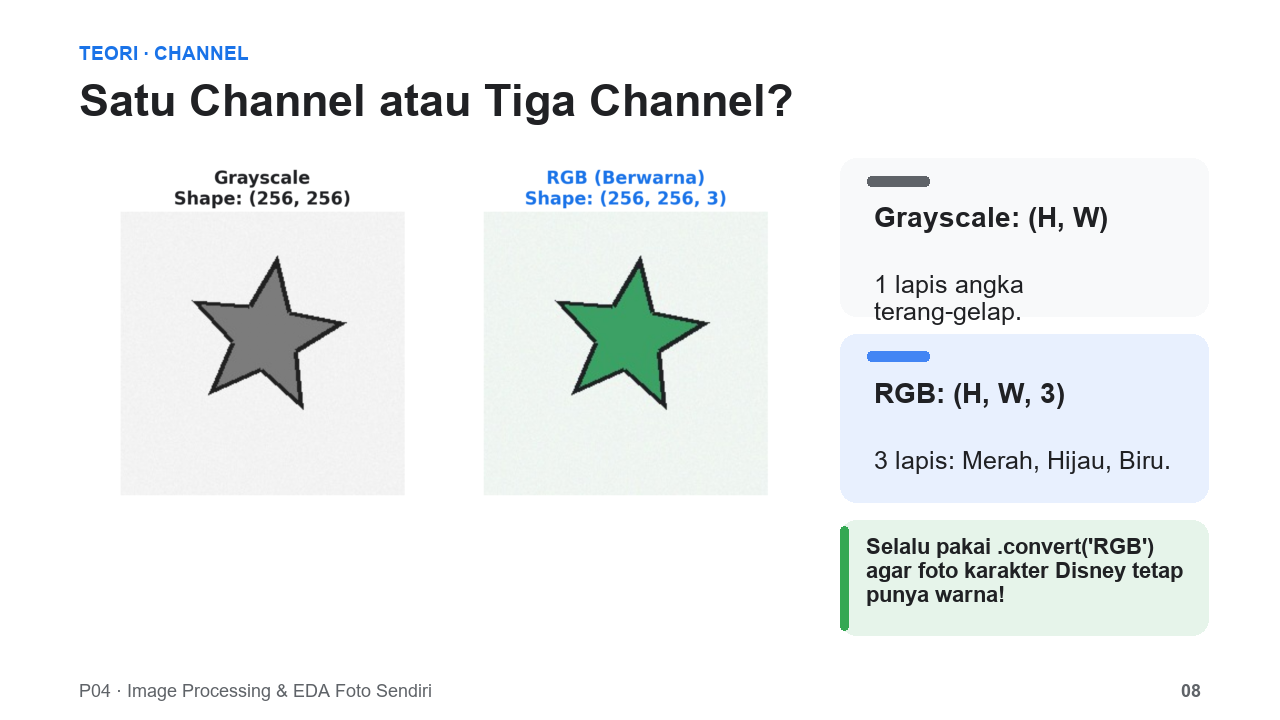 TEORI · CHANNEL
Satu Channel atau Tiga Channel?
Grayscale
Shape: (256, 256)
RGB (Berwarna)
Shape: (256, 256, 3)
Grayscale: (H, W)
1 lapis angka
terang-gelap.
RGB: (H, W, 3)
3 lapis: Merah, Hijau, Biru.
Selalu pakai .convert('RGB')
agar foto karakter Disney tetap
punya warna!
P04 · Image Processing & EDA Foto Sendiri
08